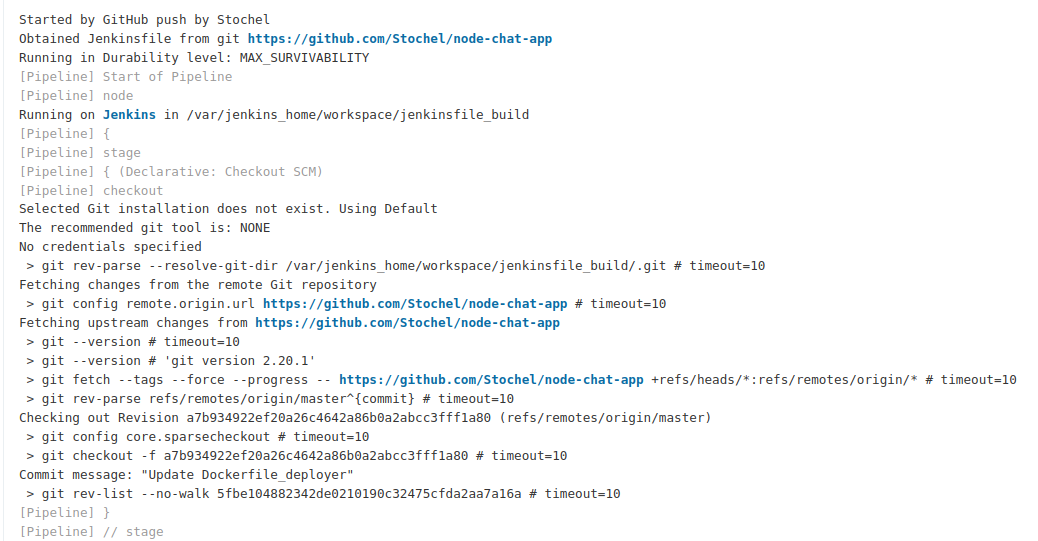 Started by GitHub push by Stochel
Obtained Jenkinsfile from git https://github.com/Stochel/node-chat-app
Running in Durability level: MAX_SURVIVABILITY
[Pipeline] Start of Pipeline
[Pipeline] node
Running on Jenkins in /var/jenkins_home/workspace/jenkinsfile_build
[Pipeline] {
[Pipeline] stage
[Pipeline] { (Declarative: Checkout SCM)
[Pipeline] checkout
Selected Git installation does not exist. Using Default
The recommended git tool is: NONE
No credentials specified
 > git rev-parse --resolve-git-dir /var/jenkins_home/workspace/jenkinsfile_build/.git # timeout=10
Fetching changes from the remote Git repository
 > git config remote.origin.url https://github.com/Stochel/node-chat-app # timeout=10
Fetching upstream changes from https://github.com/Stochel/node-chat-app
 > git --version # timeout=10
 > git --version # 'git version 2.20.1'
 > git fetch --tags --force --progress -- https://github.com/Stochel/node-chat-app +refs/heads/*:refs/remotes/origin/* # timeout=10
 > git rev-parse refs/remotes/origin/master^{commit} # timeout=10
Checking out Revision a7b934922ef20a26c4642a86b0a2abcc3fff1a80 (refs/remotes/origin/master)
 > git config core.sparsecheckout # timeout=10
 > git checkout -f a7b934922ef20a26c4642a86b0a2abcc3fff1a80 # timeout=10
Commit message: "Update Dockerfile_deployer"
 > git rev-list --no-walk 5fbe104882342de0210190c32475cfda2aa7a16a # timeout=10
[Pipeline] }
[Pipeline] // stage